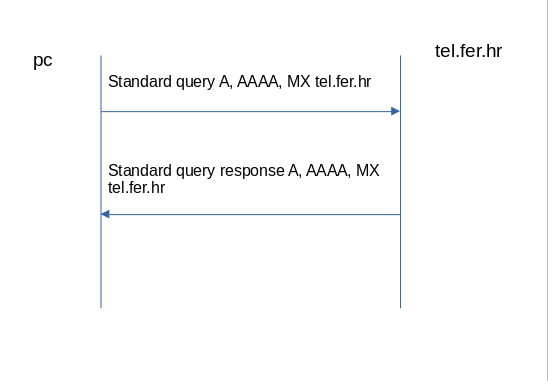 pc
tel.fer.hr
Standard query A, AAAA, MX tel.fer.hr
Standard query response A, AAAA, MX
tel.fer.hr